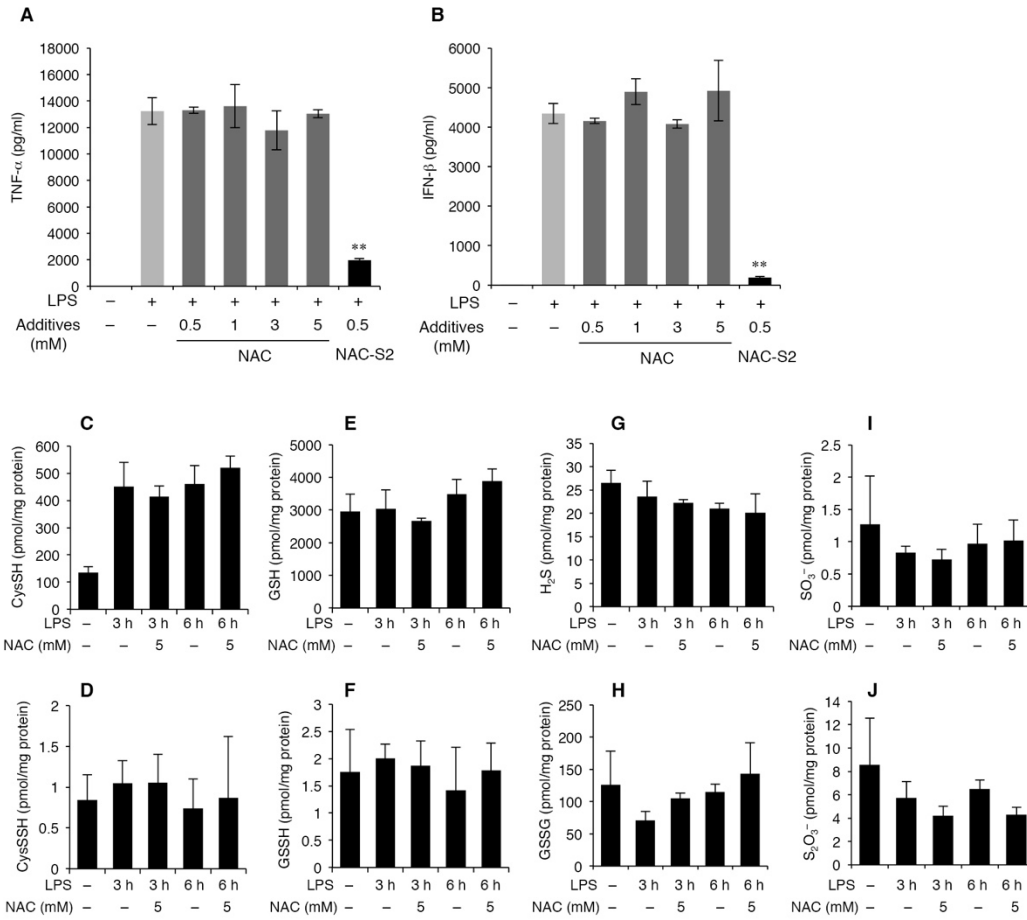 A
TNF-α (pg/ml)
18000
16000
14000
12000
10000
8000
6000
4000
2000
0
**
LPS – + + + + + +
Additives (mM) – – 0.5 1 3 5 0.5
NAC NAC-S2
B
IFN-β (pg/ml)
6000
5000
4000
3000
2000
1000
0
**
LPS – + + + + + +
Additives (mM) – – 0.5 1 3 5 0.5
NAC NAC-S2
C
CysSH (pmol/mg protein)
600
500
400
300
200
100
0
LPS – 3 h 3 h 6 h 6 h
NAC (mM) – – 5 – 5
E
GSH (pmol/mg protein)
5000
4000
3000
2000
1000
0
LPS – 3 h 3 h 6 h 6 h
NAC (mM) – – 5 – 5
G
H₂S (pmol/mg protein)
35
30
25
20
15
10
5
0
LPS – 3 h 3 h 6 h 6 h
NAC (mM) – – 5 – 5
I
SO₃⁻ (pmol/mg protein)
2.5
2
1.5
1
0.5
0
LPS – 3 h 3 h 6 h 6 h
NAC (mM) – – 5 – 5
D
CysSSH (pmol/mg protein)
2
1.5
1
0.5
0
LPS – 3 h 3 h 6 h 6 h
NAC (mM) – – 5 – 5
F
GSSH (pmol/mg protein)
3
2.5
2
1.5
1
0.5
0
LPS – 3 h 3 h 6 h 6 h
NAC (mM) – – 5 – 5
H
GSSG (pmol/mg protein)
250
200
150
100
50
0
LPS – 3 h 3 h 6 h 6 h
NAC (mM) – – 5 – 5
J
S₂O₃⁻ (pmol/mg protein)
14
12
10
8
6
4
2
0
LPS – 3 h 3 h 6 h 6 h
NAC (mM) – – 5 – 5